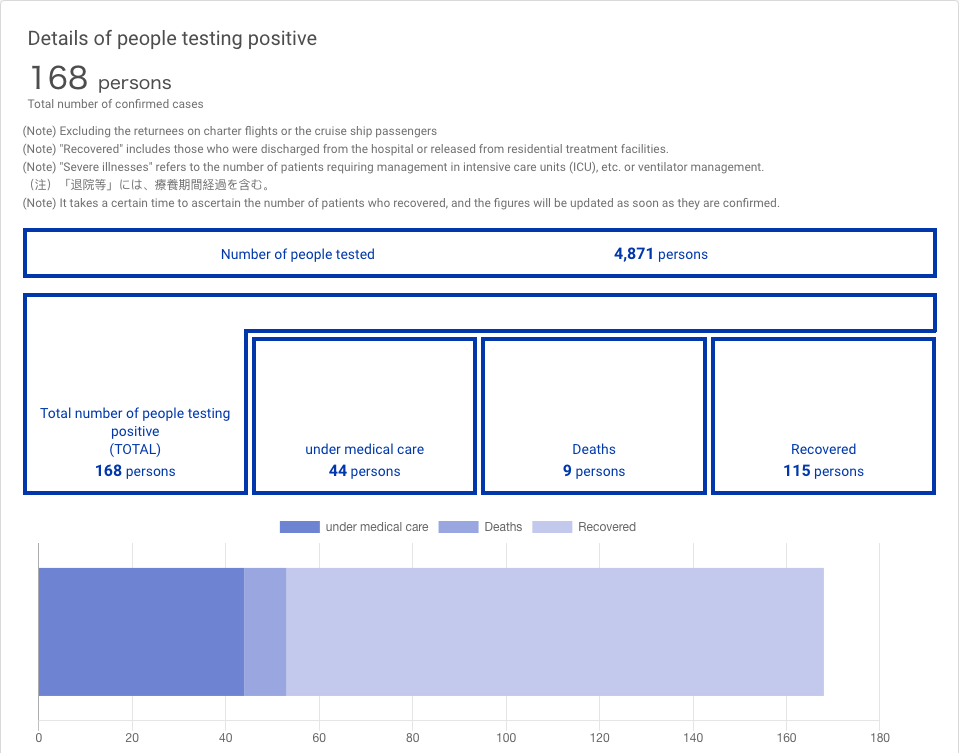 Details of people testing positive
168 persons
Total number of confirmed cases
(Note) Excluding the returnees on charter flights or the cruise ship passengers
(Note) "Recovered" includes those who were discharged from the hospital or released from residential treatment facilities.
(Note) "Severe illnesses" refers to the number of patients requiring management in intensive care units (ICU), etc. or ventilator management.
（注）「退院等」には、療養期間経過を含む。
(Note) It takes a certain time to ascertain the number of patients who recovered, and the figures will be updated as soon as they are confirmed.
Number of people tested 4,871 persons
Total number of people testing
positive
(TOTAL)
168 persons
under medical care
44 persons
Deaths
9 persons
Recovered
115 persons
under medical care Deaths Recovered
0 20 40 60 80 100 120 140 160 180